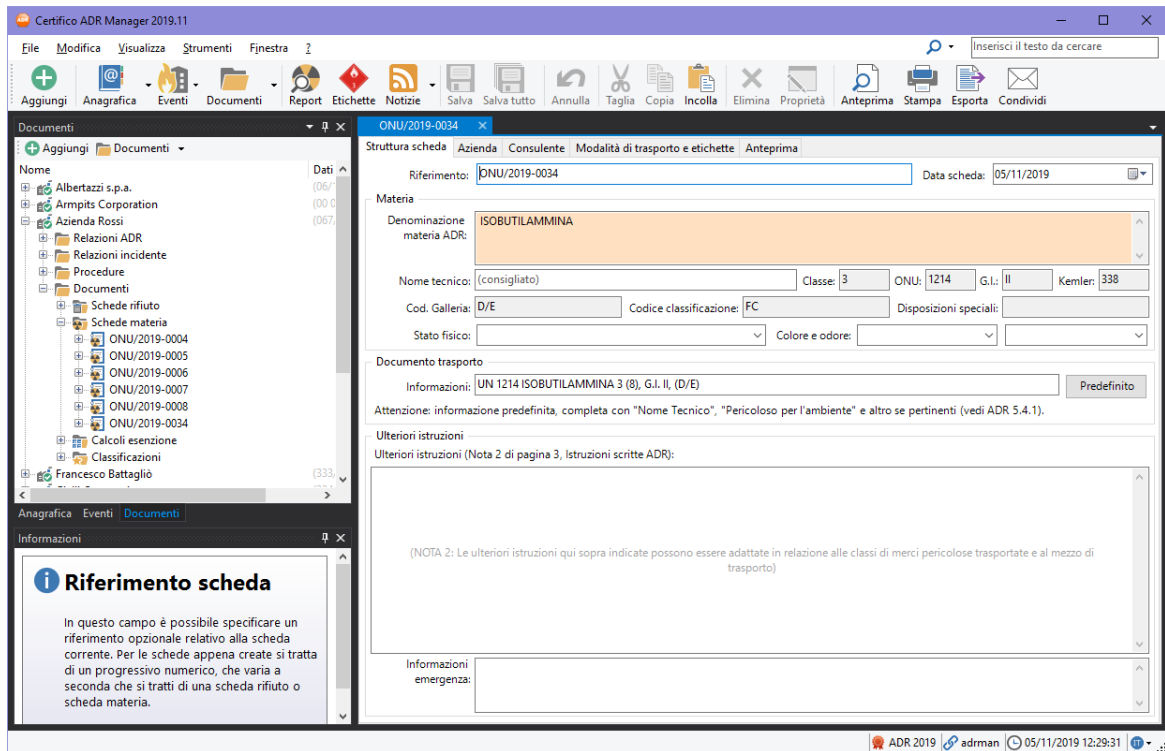 Certifico ADR Manager 2019.11
File Modifica Visualizza Strumenti Finestra ?
Inserisci il testo da cercare
Aggiungi Anagrafica Eventi Documenti Report Etichette Notizie Salva Salva tutto Annulla Taglia Copia Incolla Elimina Proprietà Anteprima Stampa Esporta Condividi
Documenti
Aggiungi Documenti
Nome Dati
Albertazzi s.p.a. (06/
Armpits Corporation (00 0
Azienda Rossi (067/
Relazioni ADR
Relazioni incidente
Procedure
Documenti
Schede rifiuto
Schede materia
ONU/2019-0004
ONU/2019-0005
ONU/2019-0006
ONU/2019-0007
ONU/2019-0008
ONU/2019-0034
Calcoli esenzione
Classificazioni
Francesco Battagliò (333/
Anagrafica Eventi Documenti
Informazioni
Riferimento scheda
In questo campo è possibile specificare un
riferimento opzionale relativo alla scheda
corrente. Per le schede appena create si tratta
di un progressivo numerico, che varia a
seconda che si tratti di una scheda rifiuto o
scheda materia.
ONU/2019-0034
Struttura scheda Azienda Consulente Modalità di trasporto e etichette Anteprima
Riferimento: ONU/2019-0034 Data scheda: 05/11/2019
Materia
Denominazione
materia ADR: ISOBUTILAMMINA
Nome tecnico: (consigliato) Classe: 3 ONU: 1214 G.I.: II Kemler: 338
Cod. Galleria: D/E Codice classificazione: FC Disposizioni speciali:
Stato fisico: Colore e odore:
Documento trasporto
Informazioni: UN 1214 ISOBUTILAMMINA 3 (8), G.I. II, (D/E) Predefinito
Attenzione: informazione predefinita, completa con "Nome Tecnico", "Pericoloso per l'ambiente" e altro se pertinenti (vedi ADR 5.4.1).
Ulteriori istruzioni
Ulteriori istruzioni (Nota 2 di pagina 3, Istruzioni scritte ADR):
(NOTA 2: Le ulteriori istruzioni qui sopra indicate possono essere adattate in relazione alle classi di merci pericolose trasportate e al mezzo di
trasporto)
Informazioni
emergenza:
ADR 2019 adrman 05/11/2019 12:29:31 IT